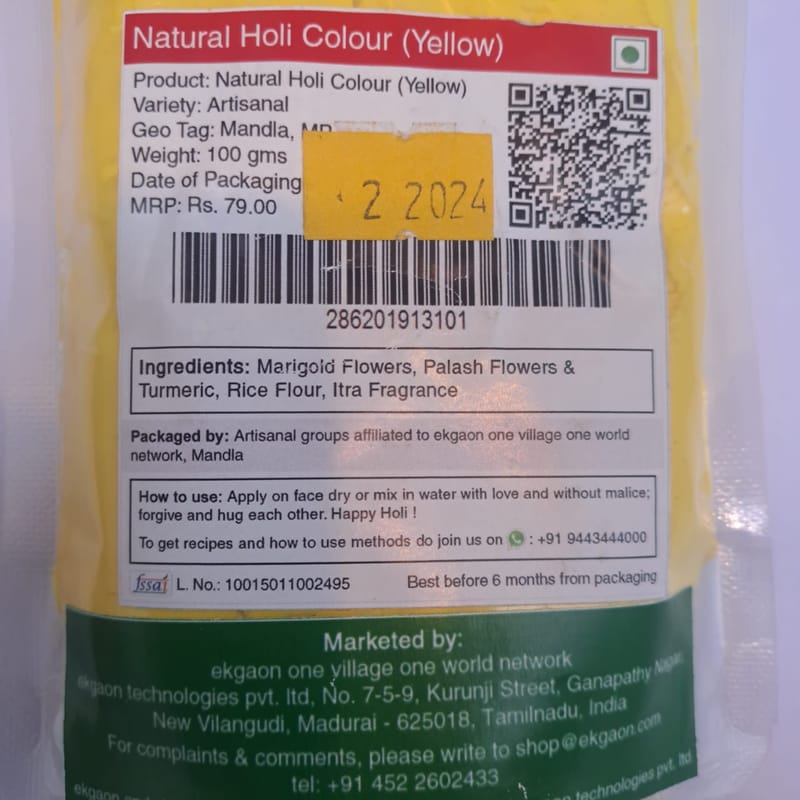 Natural Holi Colour (Yellow)
Product: Natural Holi Colour (Yellow)
Variety: Artisanal
Geo Tag: Mandla, MP
Weight: 100 gms
Date of Packaging
2 2024
MRP: Rs. 79.00
286201913101
Ingredients: Marigold Flowers, Palash Flowers &
Turmeric, Rice Flour, Itra Fragrance
Packaged by: Artisanal groups affiliated to ekgaon one village one world
network, Mandla
How to use: Apply on face dry or mix in water with love and without malice;
forgive and hug each other. Happy Holi !
To get recipes and how to use methods do join us on : +91 9443444000
fssai L. No.: 10015011002495 Best before 6 months from packaging
Marketed by:
ekgaon one village one world network
ekgaon technologies pvt. ltd, No. 7-5-9, Kurunji Street, Ganapathy Nagar,
New Vilangudi, Madurai - 625018, Tamilnadu, India
For complaints & comments, please write to shop@ekgaon.com
tel: +91 452 2602433
ekgaon technologies pvt. ltd.